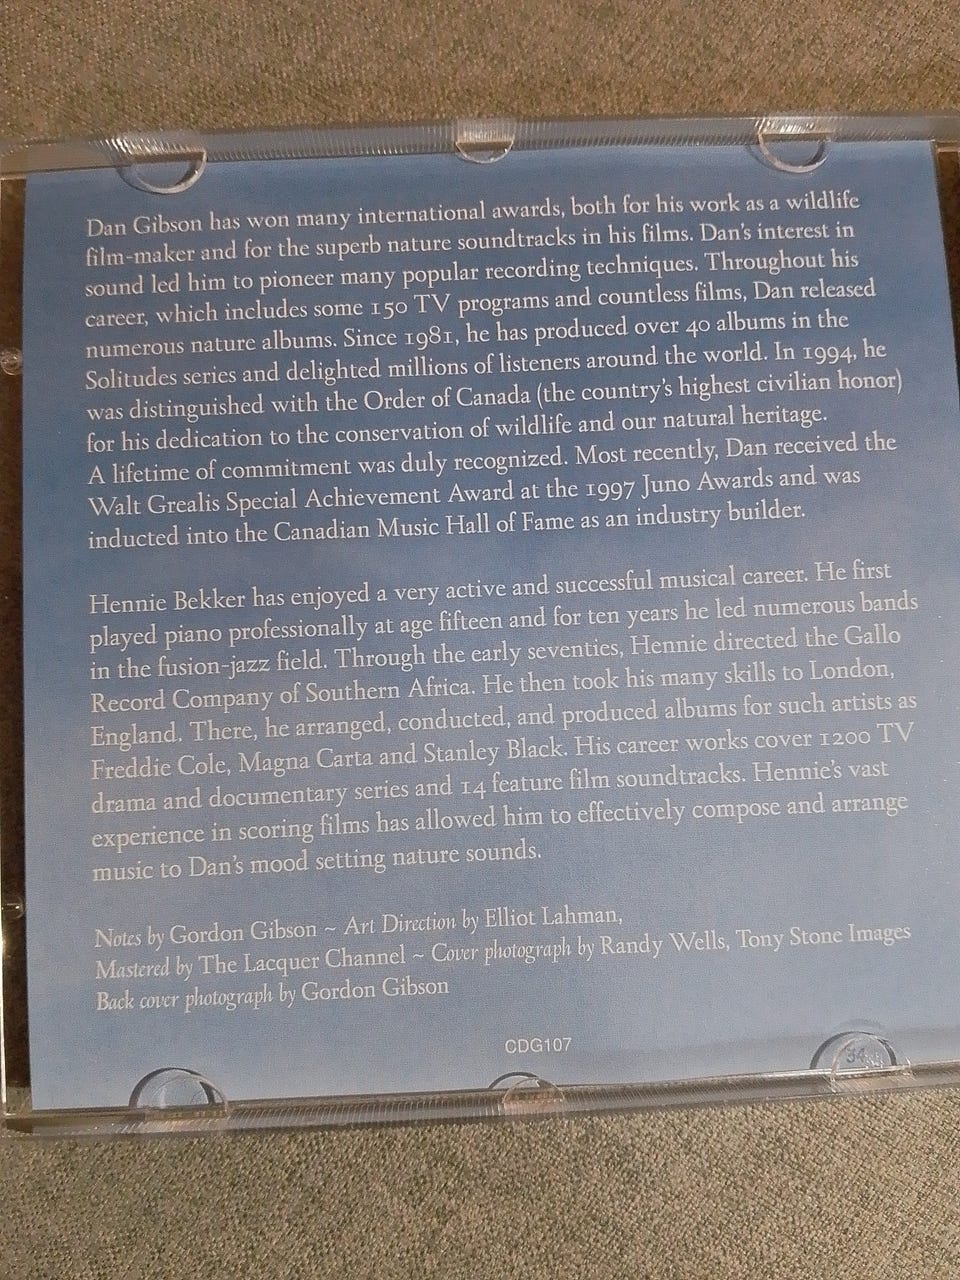 Dan Gibson has won many international awards, both for his work as a wildlife
film-maker and for the superb nature soundtracks in his films. Dan's interest in
sound led him to pioneer many popular recording techniques. Throughout his
career, which includes some 150 TV programs and countless films, Dan released
numerous nature albums. Since 1981, he has produced over 40 albums in the
Solitudes series and delighted millions of listeners around the world. In 1994, he
was distinguished with the Order of Canada (the country's highest civilian honor)
for his dedication to the conservation of wildlife and our natural heritage.
A lifetime of commitment was duly recognized. Most recently, Dan received the
Walt Grealis Special Achievement Award at the 1997 Juno Awards and was
inducted into the Canadian Music Hall of Fame as an industry builder.
Hennie Bekker has enjoyed a very active and successful musical career. He first
played piano professionally at age fifteen and for ten years he led numerous bands
in the fusion-jazz field. Through the early seventies, Hennie directed the Gallo
Record Company of Southern Africa. He then took his many skills to London,
England. There, he arranged, conducted, and produced albums for such artists as
Freddie Cole, Magna Carta and Stanley Black. His career works cover 1200 TV
drama and documentary series and 14 feature film soundtracks. Hennie's vast
experience in scoring films has allowed him to effectively compose and arrange
music to Dan's mood setting nature sounds.
Notes by Gordon Gibson ~ Art Direction by Elliot Lahman,
Mastered by The Lacquer Channel ~ Cover photograph by Randy Wells, Tony Stone Images
Back cover photograph by Gordon Gibson
CDG107